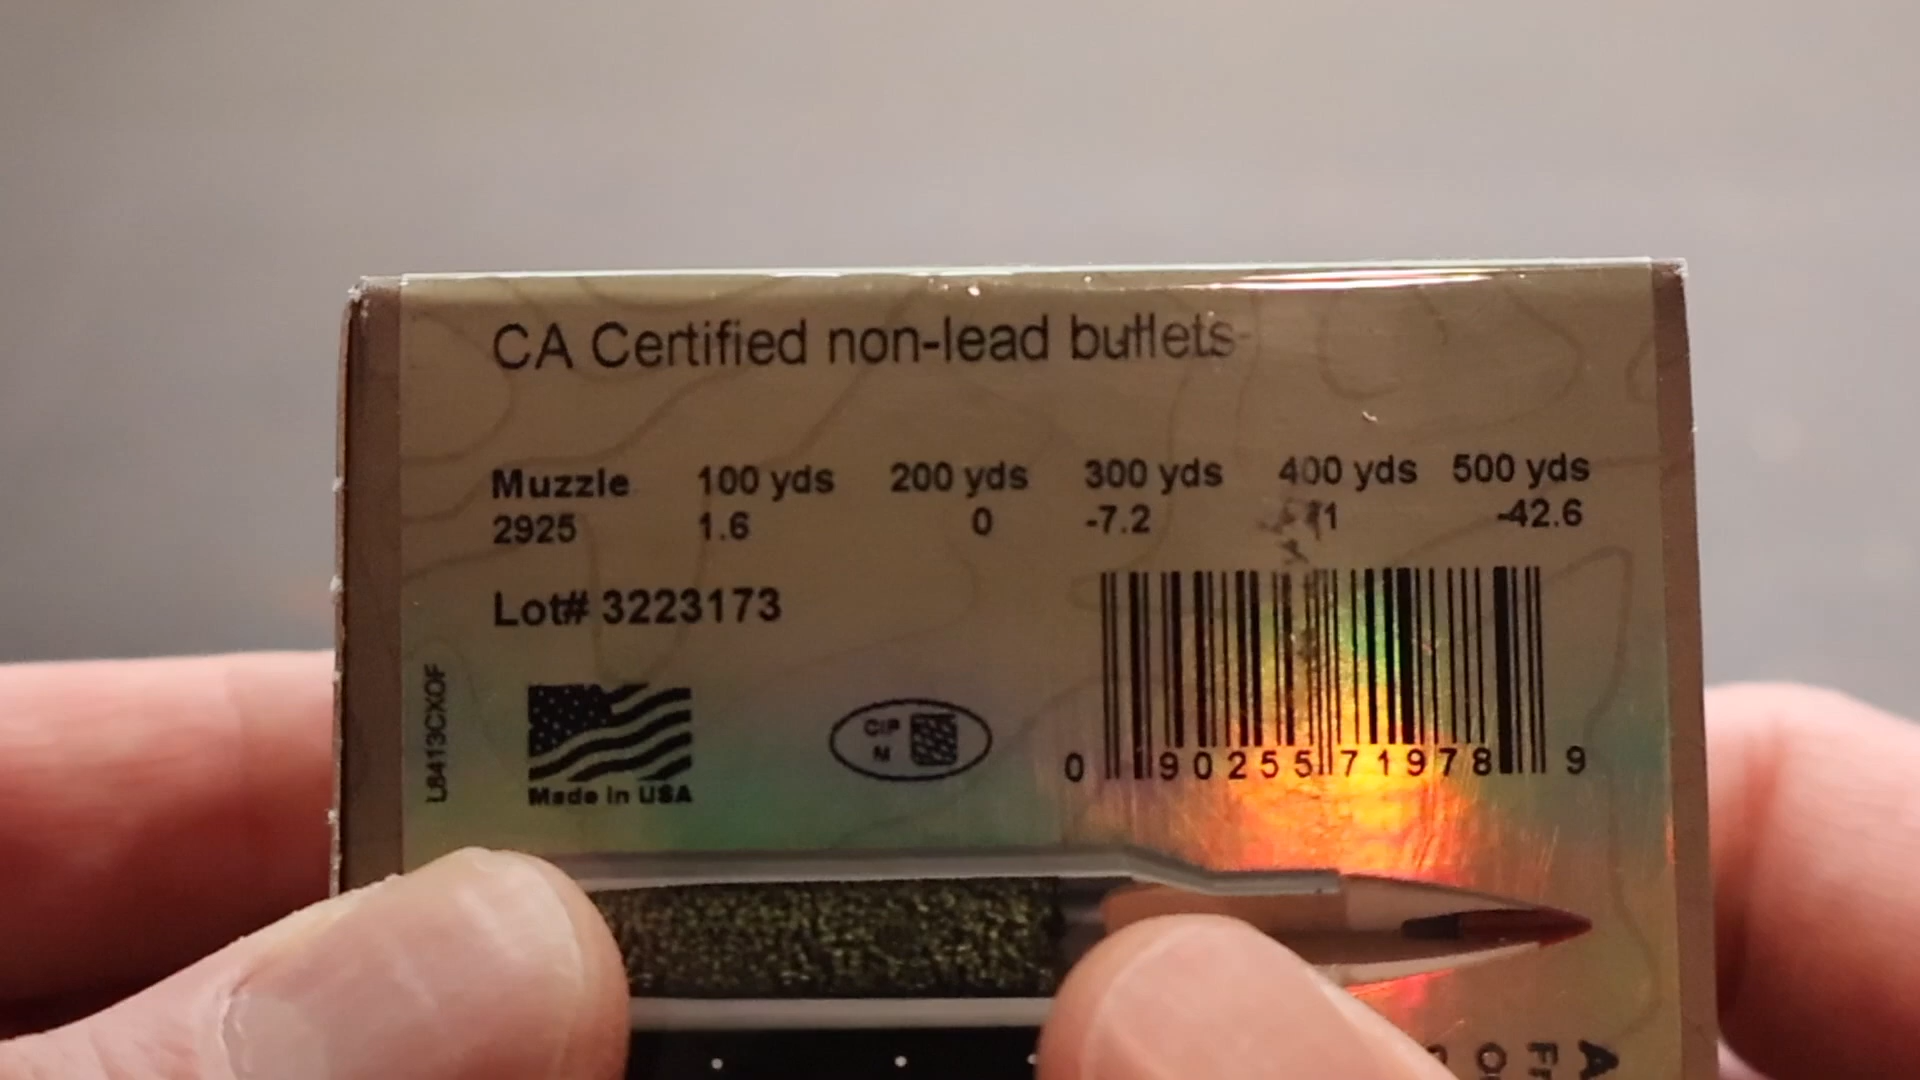 CA Certified non-lead bullets
Muzzle 100 yds 200 yds 300 yds 400 yds 500 yds
2925 1.6 0 -7.2 -42.6
Lot# 3223173
L8413CXOF
Made in USA
CIP
N
0 90255 71978 9